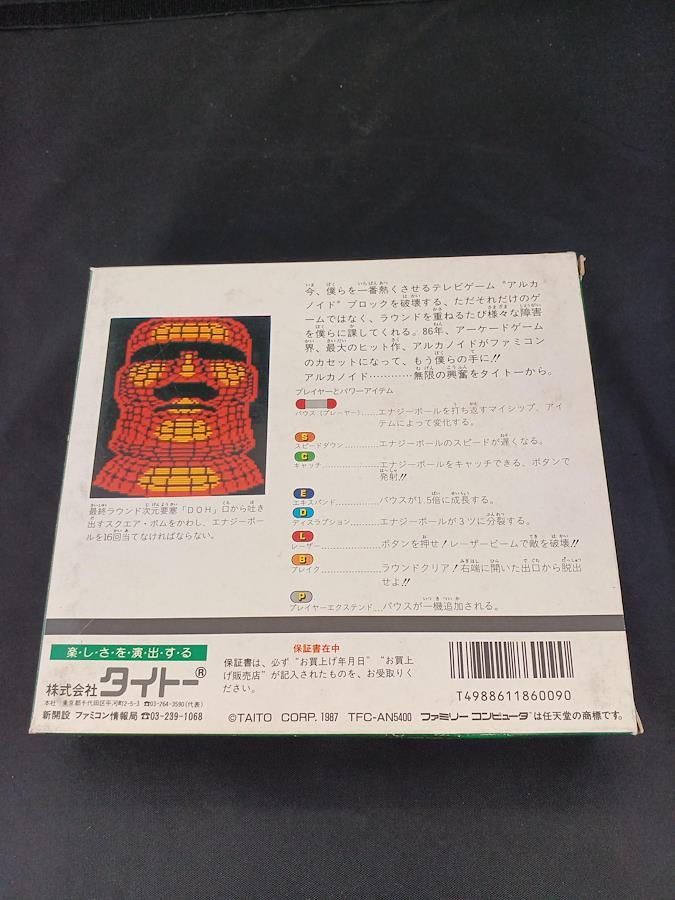 今、僕らを一番熱くさせるテレビゲーム“アルカ
ノイド”ブロックを破壊する、ただそれだけのゲ
ームではなく、ラウンドを重ねるたび様々な障害
を僕らに課してくれる。86年、アーケードゲーム
界、最大のヒット作、アルカノイドがファミコン
のカセットになって、もう僕らの手に!!
アルカノイド…………無限の興奮をタイトーから。
プレイヤーとパワーアイテム
バウス(プレーヤー)……エナジーボールを打ち返すマイシップ、アイ
テムによって変化する。
S
スピードダウン……エナジーボールのスピードが遅くなる。
C
キャッチ……エナジーボールをキャッチできる、ボタンで
発射!!
E
エキスパンド……バウスが1.5倍に成長する。
D
ディスラプション……エナジーボールが3ツに分裂する。
L
レーザー……ボタンを押せ!レーザービームで敵を破壊!!
B
ブレイク……ラウンドクリア!右端に開いた出口から脱出
せよ!!
P
プレイヤーエクステンド…バウスが一機追加される。
最終ラウンド次元要塞「DOH」口から吐き
出すスクエア・ボムをかわし、エナジーボー
ルを16回当てなければならない。
楽・し・さ・を・演・出・す・る
株式会社タイトー®
本社 東京都千代田区平河町2-5-3 ☎03-264-3590(代表)
新開設 ファミコン情報局 ☎03-239-1068
保証書在中
保証書は、必ず“お買上げ年月日”“お買上
げ販売店”が記入されたものを、お受取りく
ださい。
T4988611860090
©TAITO CORP. 1987 TFC-AN5400 ファミリーコンピュータは任天堂の商標です。